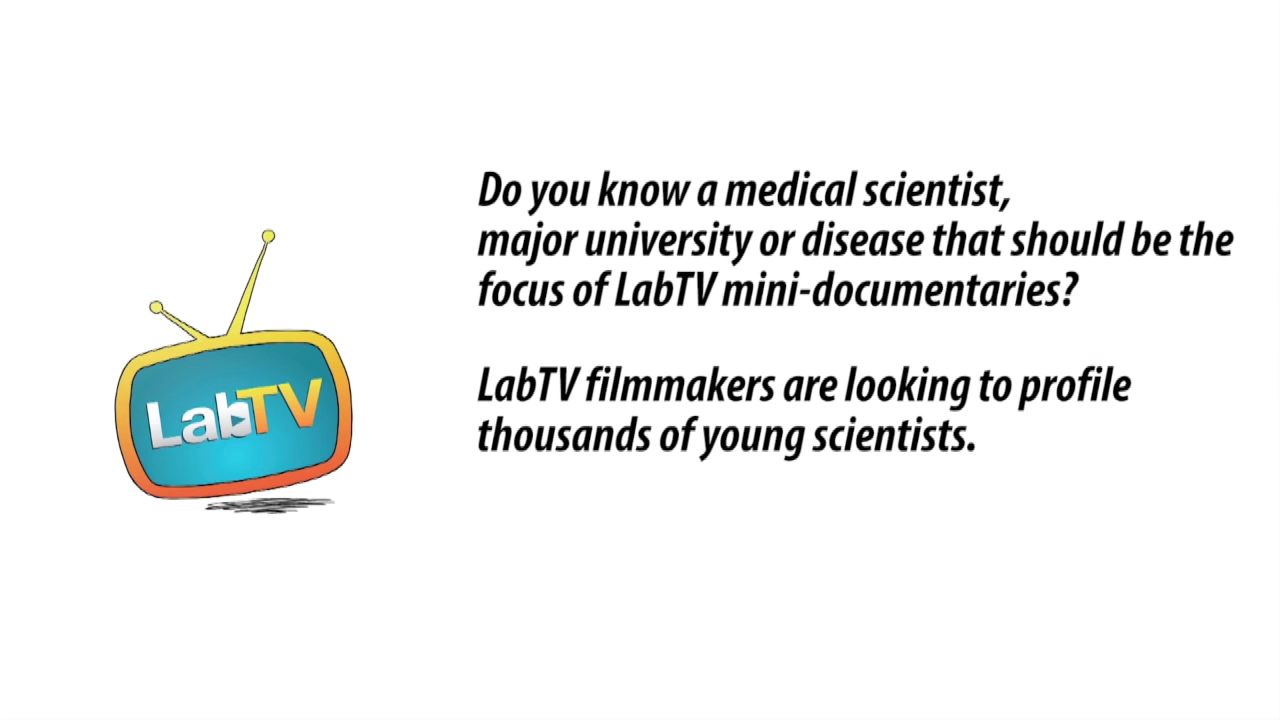 Do you know a medical scientist,
major university or disease that should be the
focus of LabTV mini-documentaries?
LabTV filmmakers are looking to profile
thousands of young scientists.
LabTV